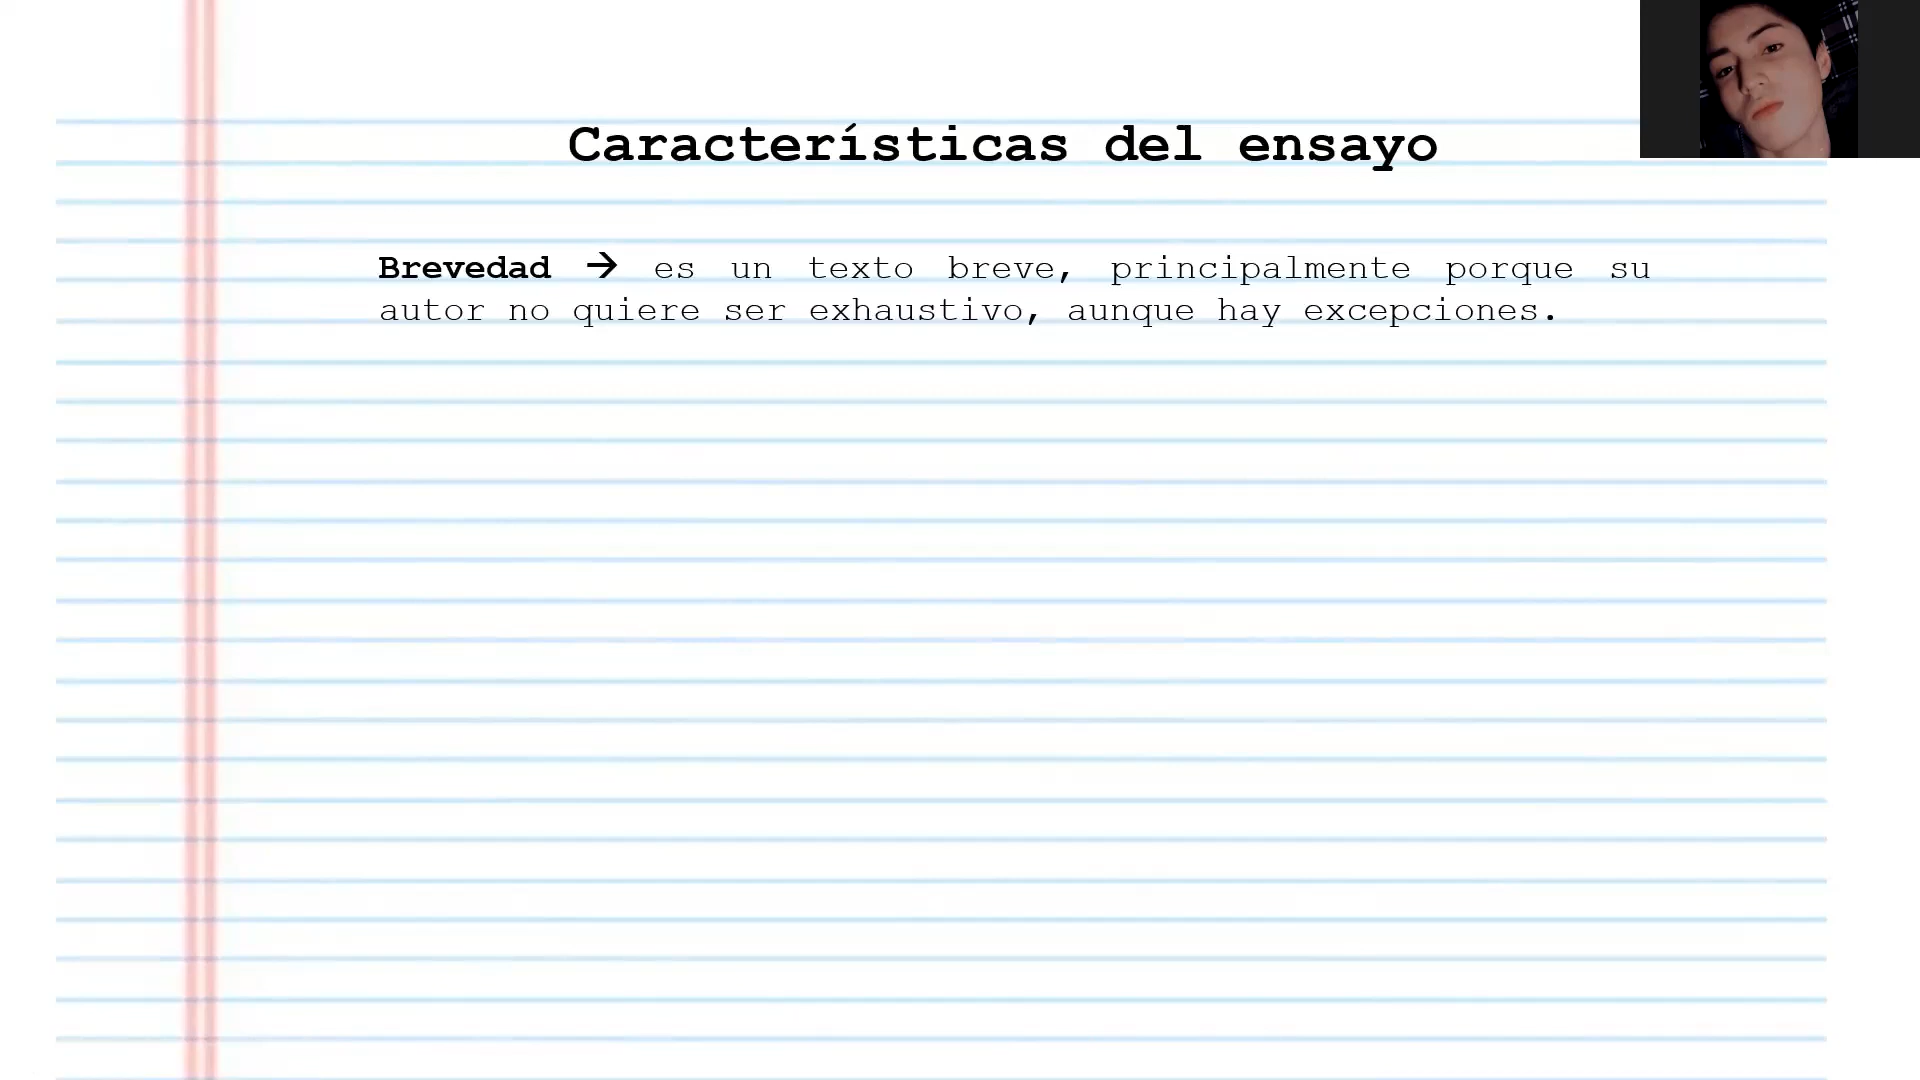 Características del ensayo
Brevedad → es un texto breve, principalmente porque su
autor no quiere ser exhaustivo, aunque hay excepciones.